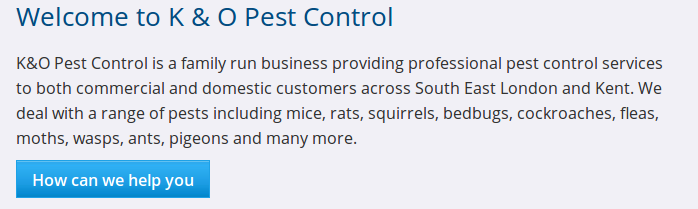 Welcome to K & O Pest Control
K&O Pest Control is a family run business providing professional pest control services
to both commercial and domestic customers across South East London and Kent. We
deal with a range of pests including mice, rats, squirrels, bedbugs, cockroaches, fleas,
moths, wasps, ants, pigeons and many more.
How can we help you